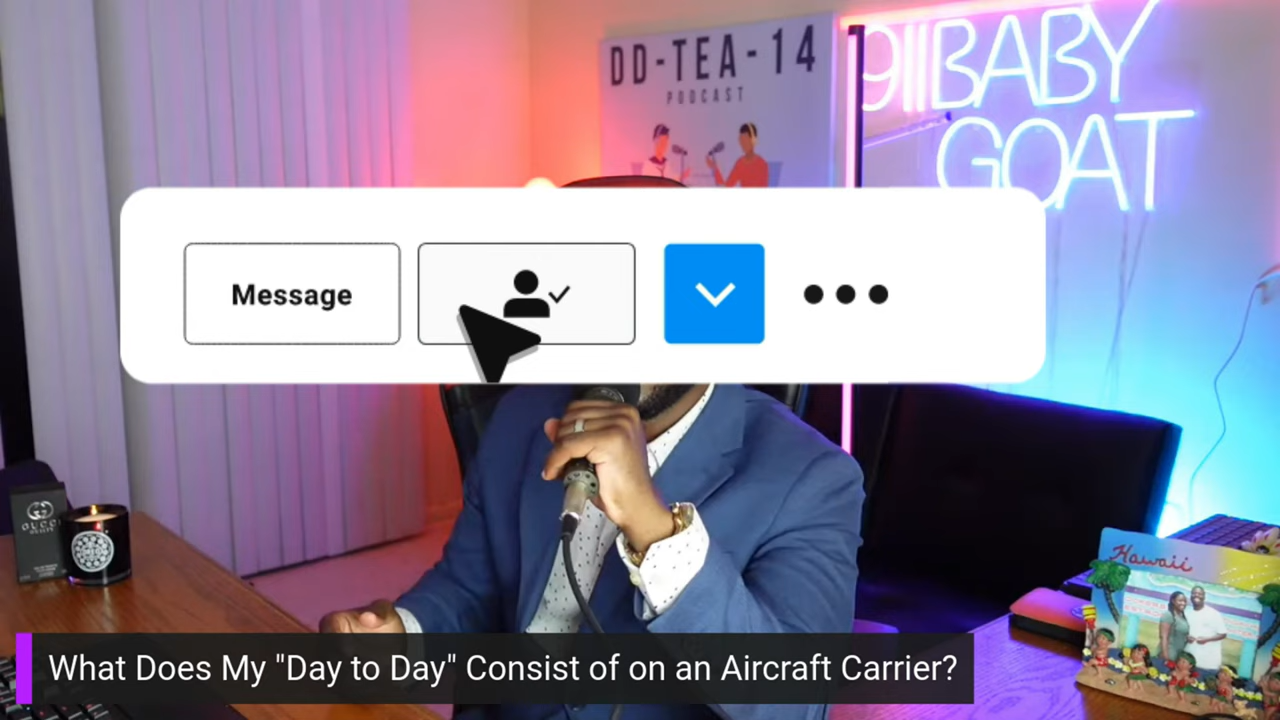 DD-TEA-14
PODCAST
911BABY
GOAT
Message
GUCCI
Hawaii
What Does My "Day to Day" Consist of on an Aircraft Carrier?